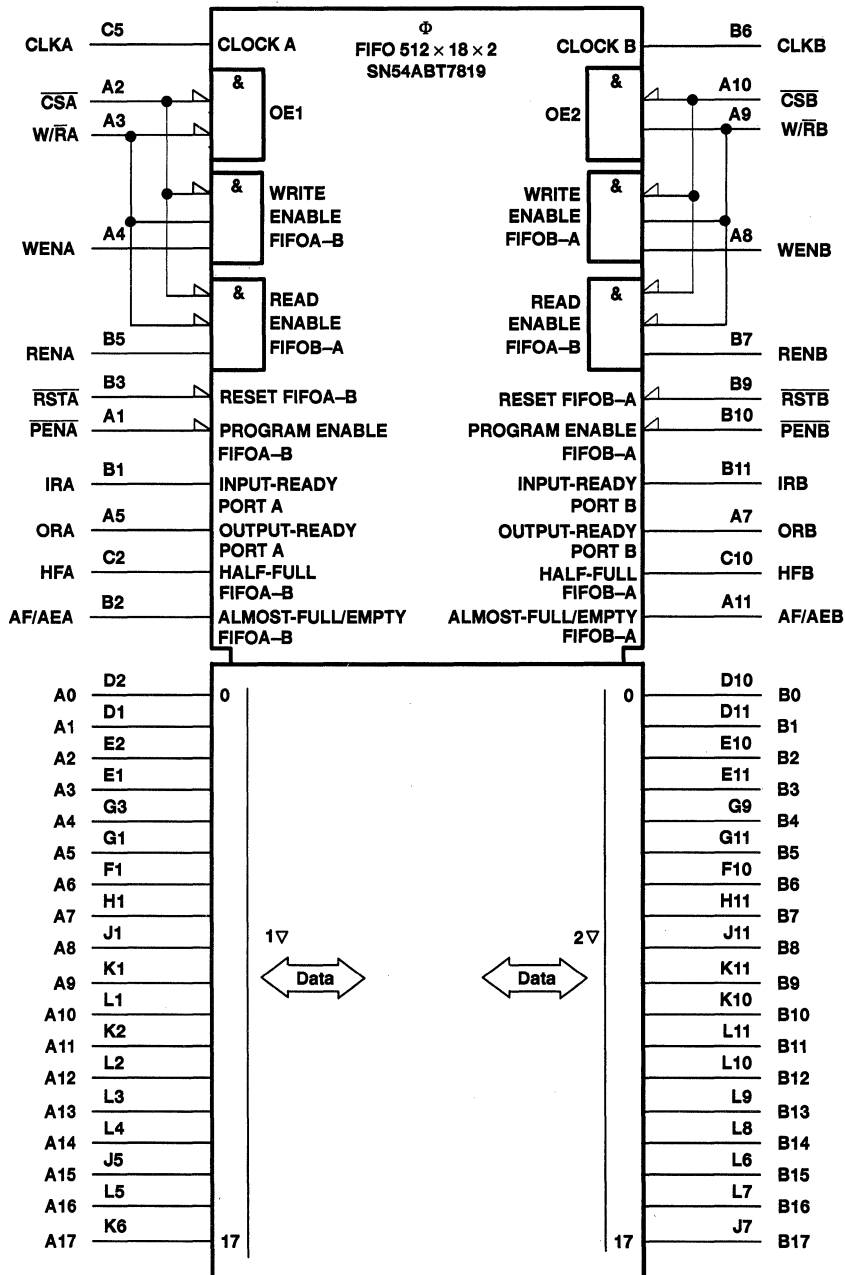 Φ
FIFO 512 × 18 × 2
SN54ABT7819
CLKA C5 CLOCK A CLOCK B B6 CLKB
CSA A2 & OE1 OE2 & A10 CSB
W/RA A3 A9 W/RB
& WRITE WRITE &
ENABLE ENABLE
WENA A4 FIFOA–B FIFOB–A A8 WENB
& READ READ &
ENABLE ENABLE
RENA B5 FIFOB–A FIFOA–B B7 RENB
RSTA B3 RESET FIFOA–B RESET FIFOB–A B9 RSTB
PENA A1 PROGRAM ENABLE PROGRAM ENABLE B10 PENB
FIFOA–B FIFOB–A
IRA B1 INPUT-READY INPUT-READY B11 IRB
PORT A PORT B
ORA A5 OUTPUT-READY OUTPUT-READY A7 ORB
PORT A PORT B
HFA C2 HALF-FULL HALF-FULL C10 HFB
FIFOA–B FIFOB–A
AF/AEA B2 ALMOST-FULL/EMPTY ALMOST-FULL/EMPTY A11 AF/AEB
FIFOA–B FIFOB–A
A0 D2 0 0 D10 B0
A1 D1 D11 B1
A2 E2 E10 B2
A3 E1 E11 B3
A4 G3 G9 B4
A5 G1 G11 B5
A6 F1 F10 B6
A7 H1 H11 B7
1▽ 2▽
A8 J1 J11 B8
Data Data
A9 K1 K11 B9
A10 L1 K10 B10
A11 K2 L11 B11
A12 L2 L10 B12
A13 L3 L9 B13
A14 L4 L8 B14
A15 J5 L6 B15
A16 L5 L7 B16
A17 K6 17 17 J7 B17